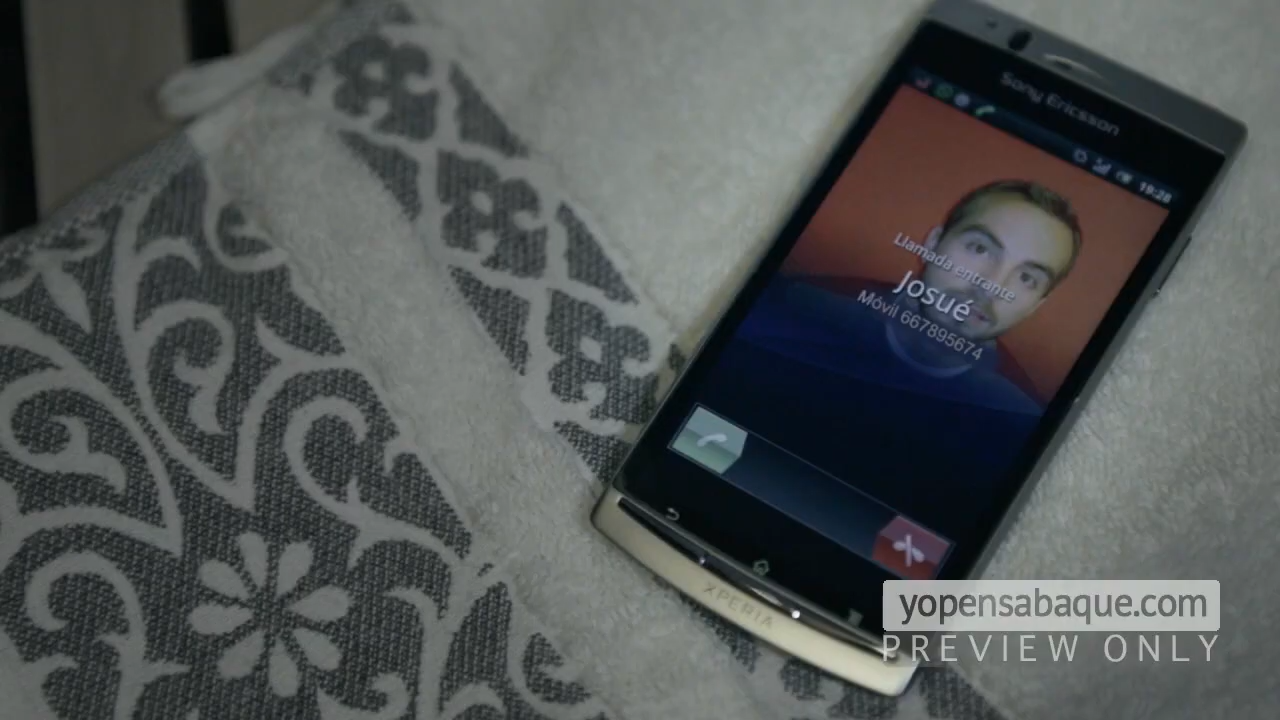 Sony Ericsson
19:28
Llamada entrante
Josué
Móvil 667895674
XPERIA
yopensabaque.com
PREVIEW ONLY